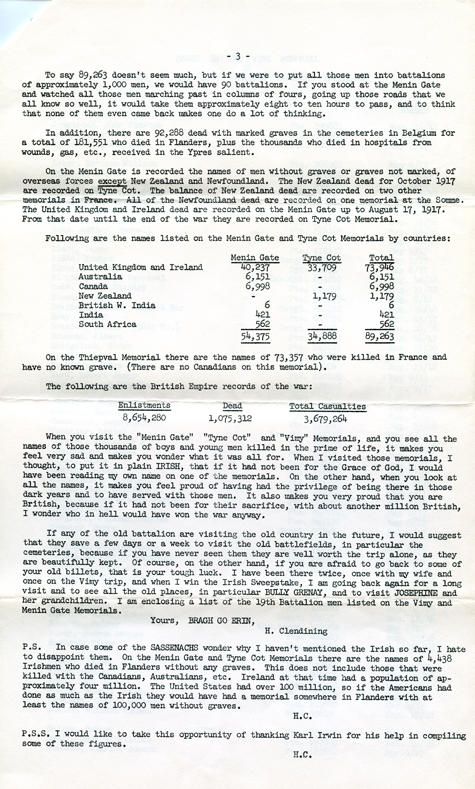 - 3 -
To say 89,263 doesn't seem much, but if we were to put all those men into battalions
of approximately 1,000 men, we would have 90 battalions. If you stood at the Menin Gate
and watched all those men marching past in columns of fours, going up those roads that we
all know so well, it would take them approximately eight to ten hours to pass, and to think
that none of them even came back makes one do a lot of thinking.
In addition, there are 92,288 dead with marked graves in the cemeteries in Belgium for
a total of 181,551 who died in Flanders, plus the thousands who died in hospitals from
wounds, gas, etc., received in the Ypres salient.
On the Menin Gate is recorded the names of men without graves or graves not marked, of
overseas forces except New Zealand and Newfoundland. The New Zealand dead for October 1917
are recorded on Tyne Cot. The balance of New Zealand dead are recorded on two other
memorials in France. All of the Newfoundland dead are recorded on one memorial at the Somme.
The United Kingdom and Ireland dead are recorded on the Menin Gate up to August 17, 1917.
From that date until the end of the war they are recorded on Tyne Cot Memorial.
Following are the names listed on the Menin Gate and Tyne Cot Memorials by countries:
Menin Gate Tyne Cot Total
United Kingdom and Ireland 40,237 33,709 73,946
Australia 6,151 - 6,151
Canada 6,998 - 6,998
New Zealand - 1,179 1,179
British W. India 6 - 6
India 421 - 421
South Africa 562 - 562
54,375 34,888 89,263
On the Thiepval Memorial there are the names of 73,357 who were killed in France and
have no known grave. (There are no Canadians on this memorial).
The following are the British Empire records of the war:
Enlistments Dead Total Casualties
8,654,280 1,075,312 3,679,264
When you visit the "Menin Gate" "Tyne Cot" and "Vimy" Memorials, and you see all the
names of those thousands of boys and young men killed in the prime of life, it makes you
feel very sad and makes you wonder what it was all for. When I visited those memorials, I
thought, to put it in plain IRISH, that if it had not been for the Grace of God, I would
have been reading my own name on one of the memorials. On the other hand, when you look at
all the names, it makes you feel proud of having had the privilege of being there in those
dark years and to have served with those men. It also makes you very proud that you are
British, because if it had not been for their sacrifice, with about another million British,
I wonder who in hell would have won the war anyway.
If any of the old battalion are visiting the old country in the future, I would suggest
that they save a few days or a week to visit the old battlefields, in particular the
cemeteries, because if you have never seen them they are well worth the trip alone, as they
are beautifully kept. Of course, on the other hand, if you are afraid to go back to some of
your old billets, that is your tough luck. I have been there twice, once with my wife and
once on the Vimy trip, and when I win the Irish Sweepstake, I am going back again for a long
visit and to see all the old places, in particular BULLY GRENAY, and to visit JOSEPHINE and
her grandchildren. I am enclosing a list of the 19th Battalion men listed on the Vimy and
Menin Gate Memorials.
Yours, BRAGH GO ERIN,
H. Clendining
P.S. In case some of the SASSENACHS wonder why I haven't mentioned the Irish so far, I hate
to disappoint them. On the Menin Gate and Tyne Cot Memorials there are the names of 4,438
Irishmen who died in Flanders without any graves. This does not include those that were
killed with the Canadians, Australians, etc. Ireland at that time had a population of ap-
proximately four million. The United States had over 100 million, so if the Americans had
done as much as the Irish they would have had a memorial somewhere in Flanders with at
least the names of 100,000 men without graves.
H.C.
P.S.S. I would like to take this opportunity of thanking Karl Irwin for his help in compiling
some of these figures.
H.C.